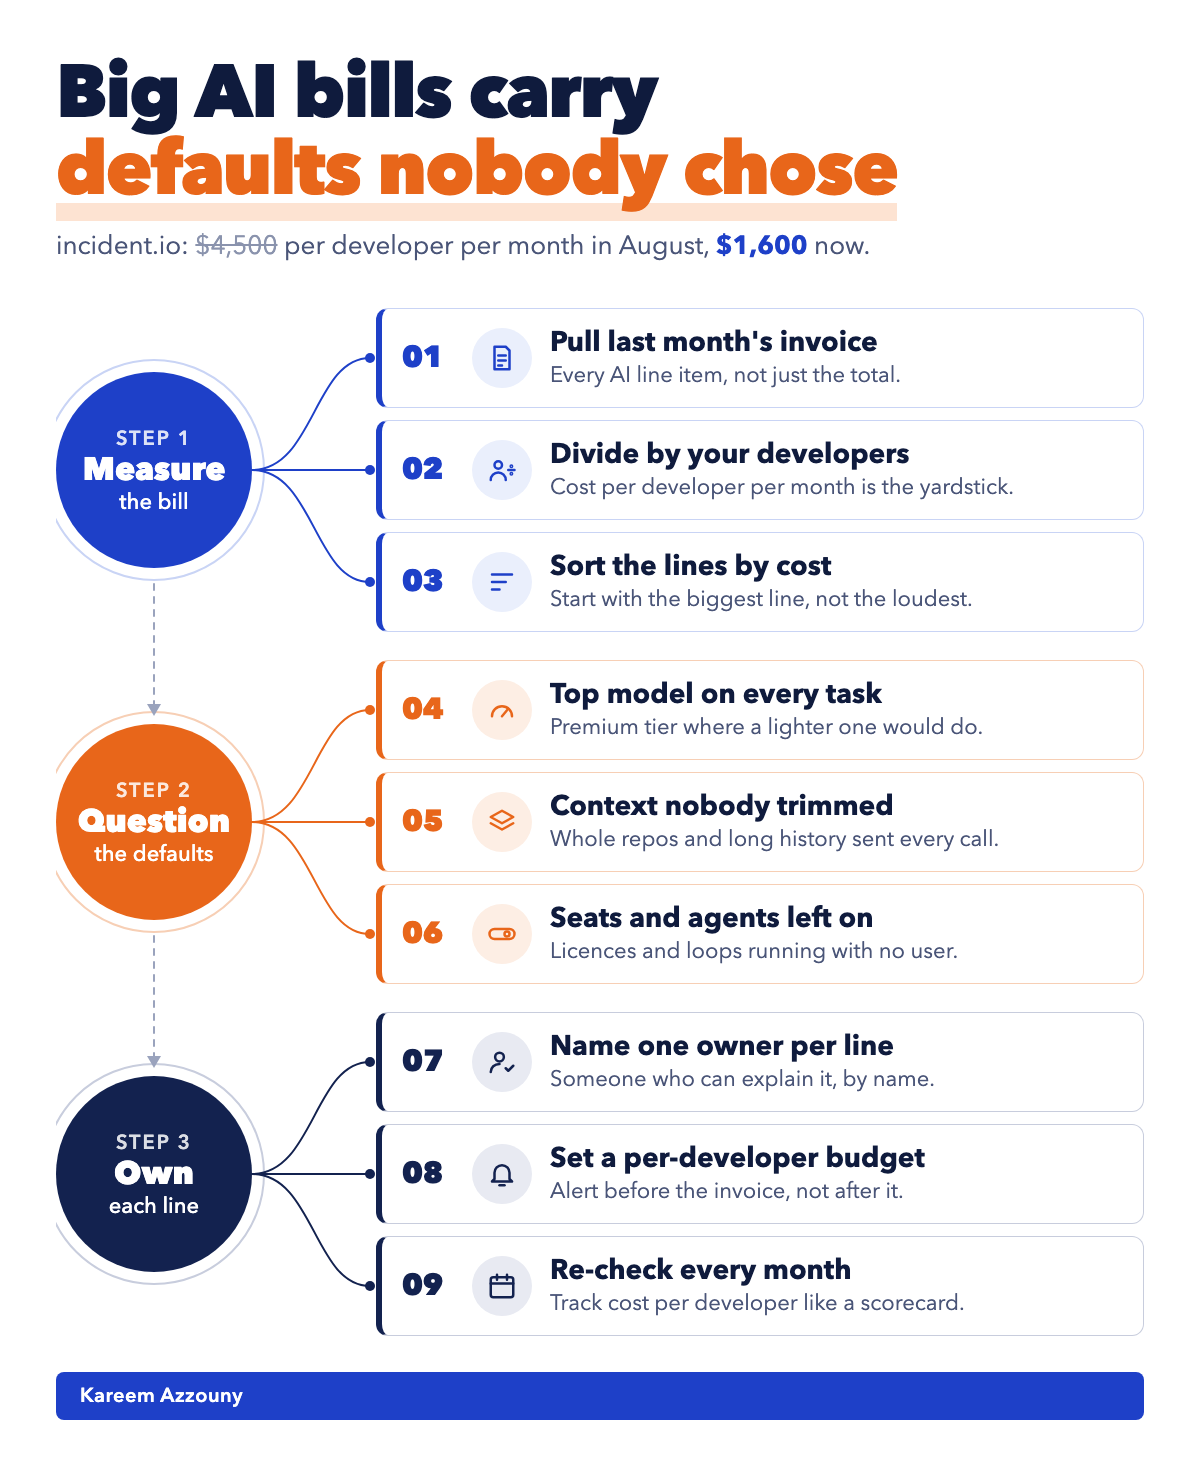 Big AI bills carry
defaults nobody chose
incident.io: $4,500 per developer per month in August, $1,600 now.
STEP 1
Measure
the bill
01
Pull last month's invoice
Every AI line item, not just the total.
02
Divide by your developers
Cost per developer per month is the yardstick.
03
Sort the lines by cost
Start with the biggest line, not the loudest.
STEP 2
Question
the defaults
04
Top model on every task
Premium tier where a lighter one would do.
05
Context nobody trimmed
Whole repos and long history sent every call.
06
Seats and agents left on
Licences and loops running with no user.
STEP 3
Own
each line
07
Name one owner per line
Someone who can explain it, by name.
08
Set a per-developer budget
Alert before the invoice, not after it.
09
Re-check every month
Track cost per developer like a scorecard.
Kareem Azzouny